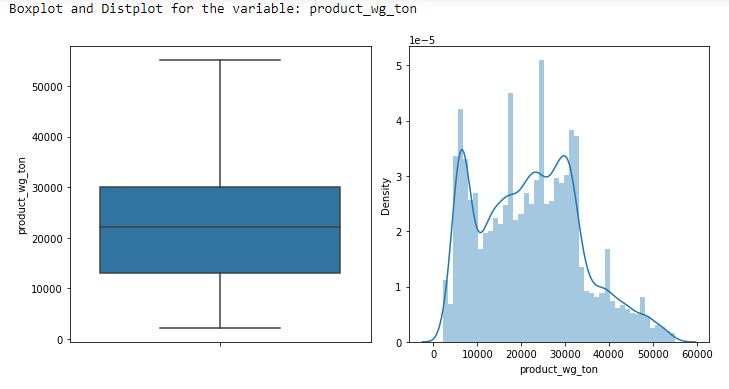 Boxplot and Distplot for the variable: product_wg_ton
product_wg_ton
50000
40000
30000
20000
10000
0
1e−5
Density
5
4
3
2
1
0
0 10000 20000 30000 40000 50000 60000
product_wg_ton